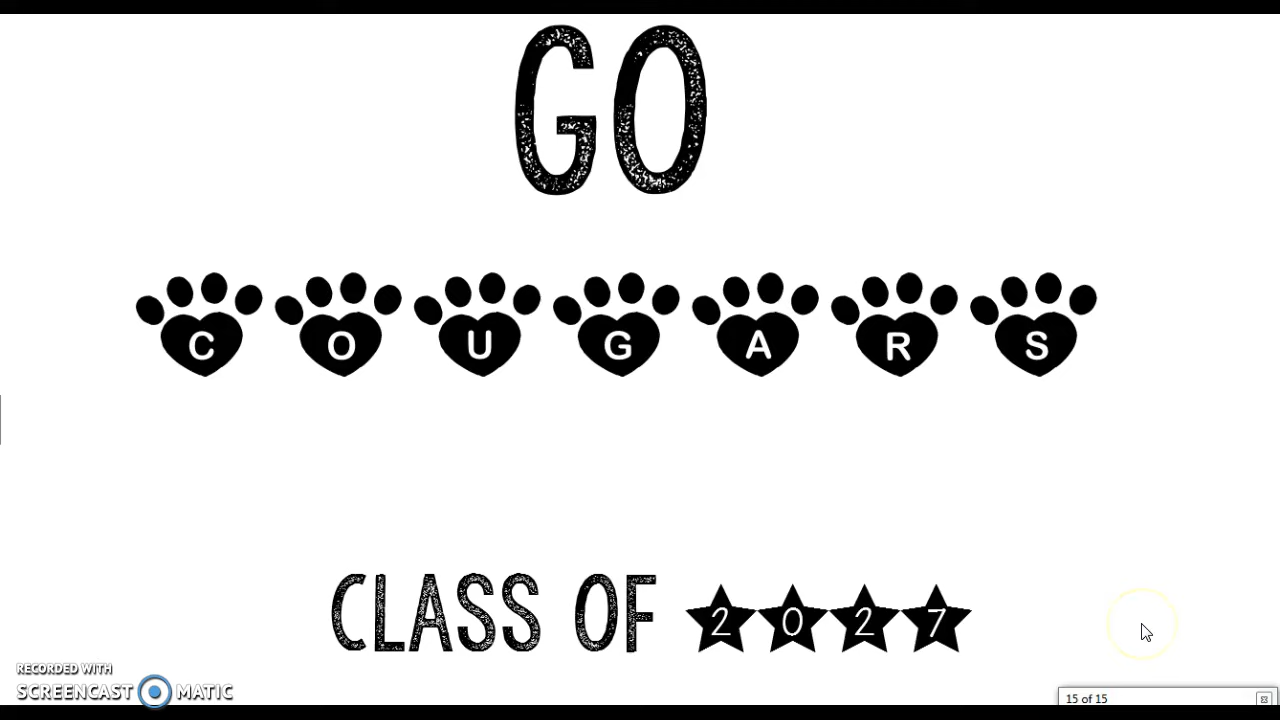 GO
COUGARS
CLASS OF 2027
RECORDED WITH
SCREENCAST MATIC
15 of 15